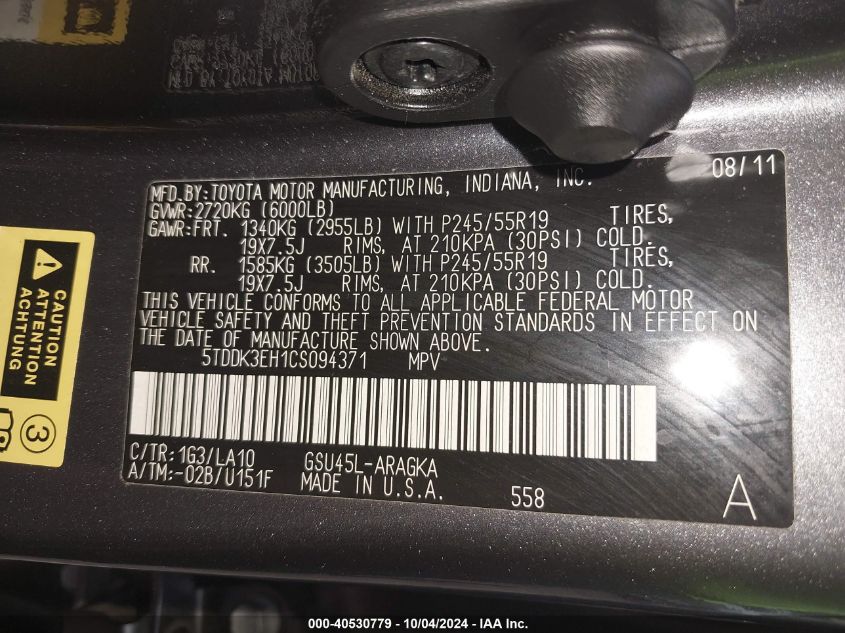 08/11
MFD.BY:TOYOTA MOTOR MANUFACTURING, INDIANA, INC.
GVWR:2720KG (6000LB)
GAWR:FRT. 1340KG (2955LB) WITH P245/55R19 TIRES,
19X7.5J RIMS, AT 210KPA (30PSI) COLD.
RR. 1585KG (3505LB) WITH P245/55R19 TIRES,
19X7.5J RIMS, AT 210KPA (30PSI) COLD.
THIS VEHICLE CONFORMS TO ALL APPLICABLE FEDERAL MOTOR
VEHICLE SAFETY AND THEFT PREVENTION STANDARDS IN EFFECT ON
THE DATE OF MANUFACTURE SHOWN ABOVE.
5TDDK3EH1CS094371 MPV
C/TR:1G3/LA10 GSU45L-ARAGKA
A/TM:-02B/U151F MADE IN U.S.A.
558
A
CAUTION
ATTENTION
ACHTUNG
3
000-40530779 - 10/04/2024 - IAA Inc.